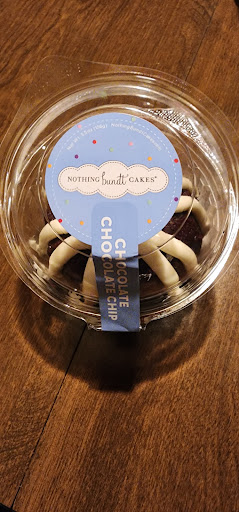 NOTHING bundt CAKES
CHOCOLATE
CHOCOLATE CHIP